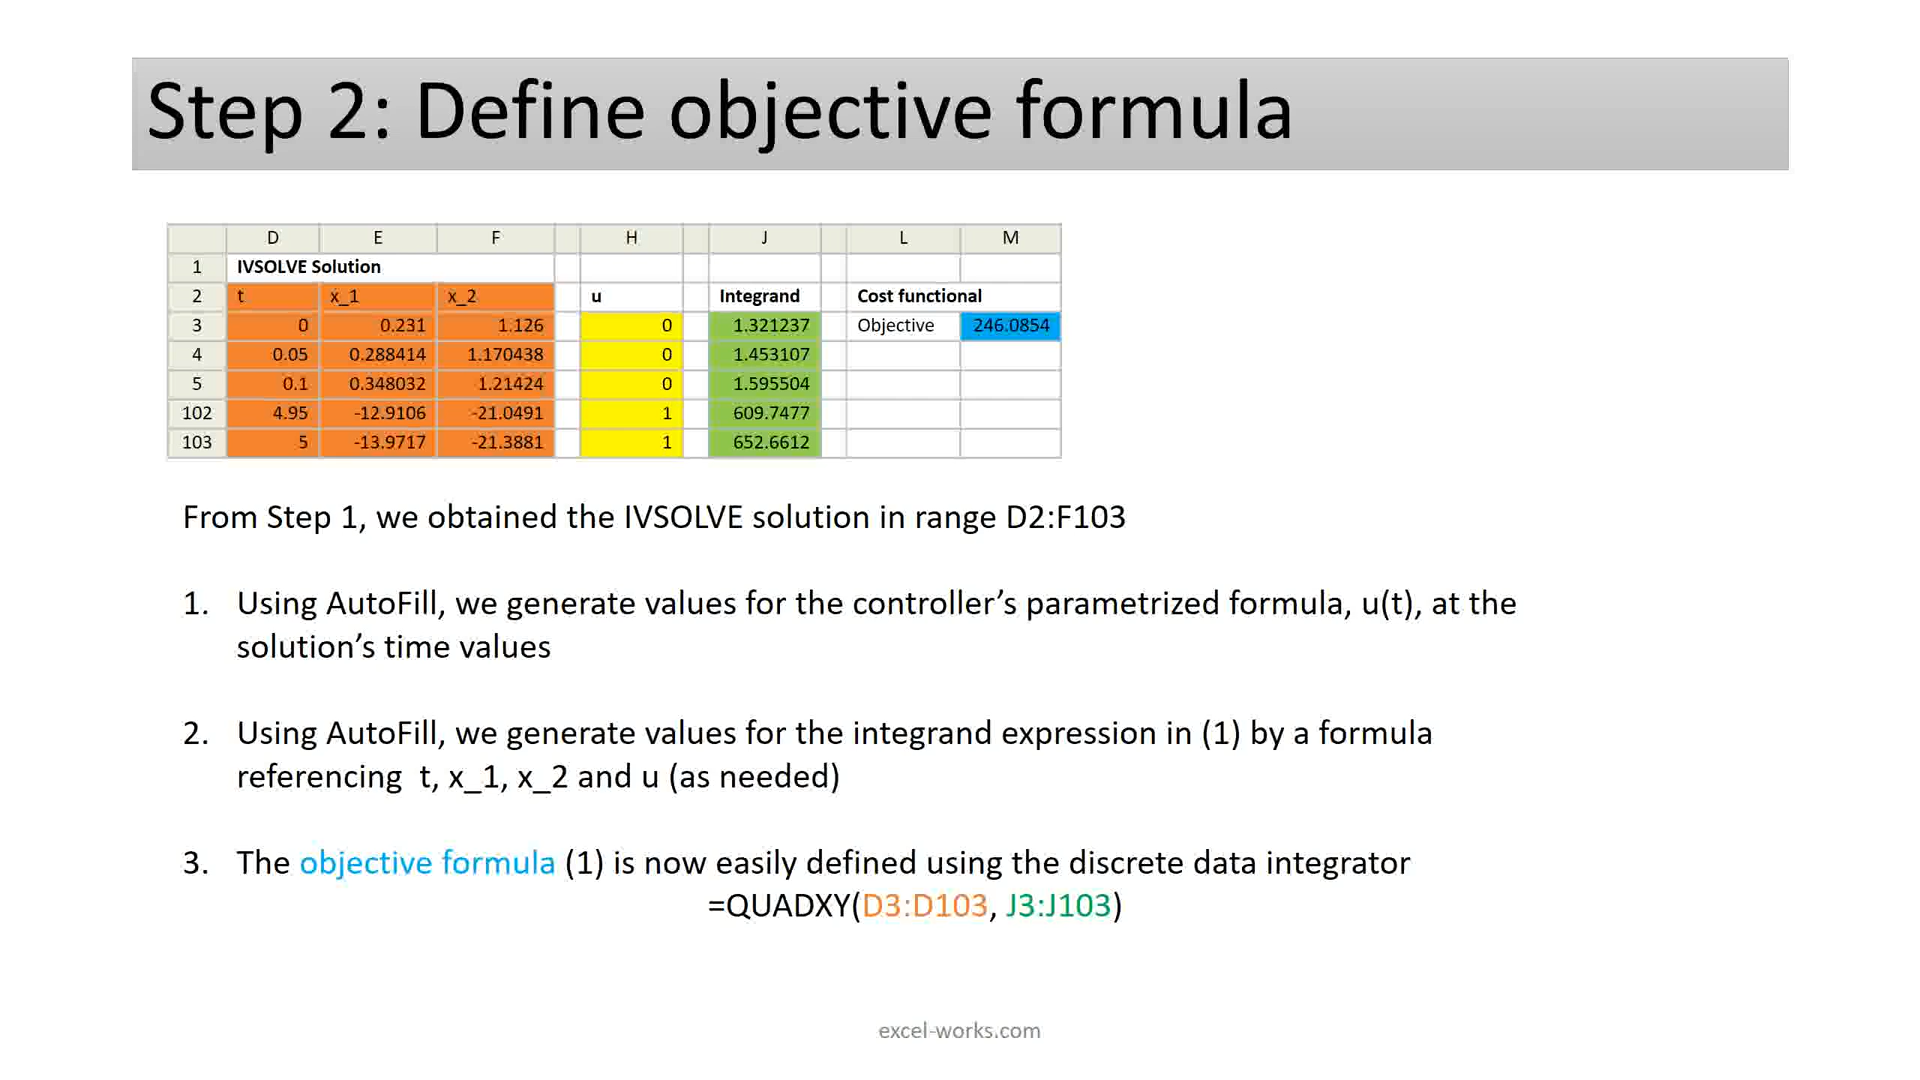 Step 2: Define objective formula
D E F H J L M
1 IVSOLVE Solution
2 t x_1 x_2 u Integrand Cost functional
3 0 0.231 1.126 0 1.321237 Objective 246.0854
4 0.05 0.288414 1.170438 0 1.453107
5 0.1 0.348032 1.21424 0 1.595504
102 4.95 -12.9106 -21.0491 1 609.7477
103 5 -13.9717 -21.3881 1 652.6612
From Step 1, we obtained the IVSOLVE solution in range D2:F103
1. Using AutoFill, we generate values for the controller’s parametrized formula, u(t), at the
solution’s time values
2. Using AutoFill, we generate values for the integrand expression in (1) by a formula
referencing t, x_1, x_2 and u (as needed)
3. The objective formula (1) is now easily defined using the discrete data integrator
=QUADXY(D3:D103, J3:J103)
excel-works.com